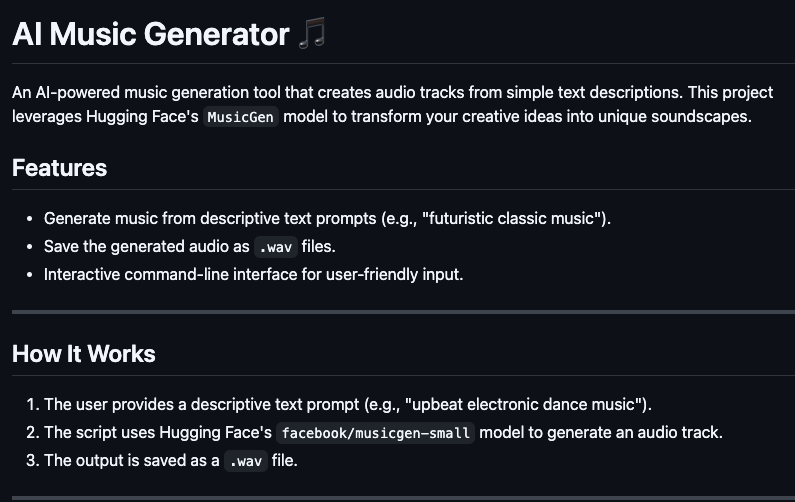 AI Music Generator 🎵
An AI-powered music generation tool that creates audio tracks from simple text descriptions. This project
leverages Hugging Face's MusicGen model to transform your creative ideas into unique soundscapes.
Features
• Generate music from descriptive text prompts (e.g., "futuristic classic music").
• Save the generated audio as .wav files.
• Interactive command-line interface for user-friendly input.
How It Works
1. The user provides a descriptive text prompt (e.g., "upbeat electronic dance music").
2. The script uses Hugging Face's facebook/musicgen-small model to generate an audio track.
3. The output is saved as a .wav file.